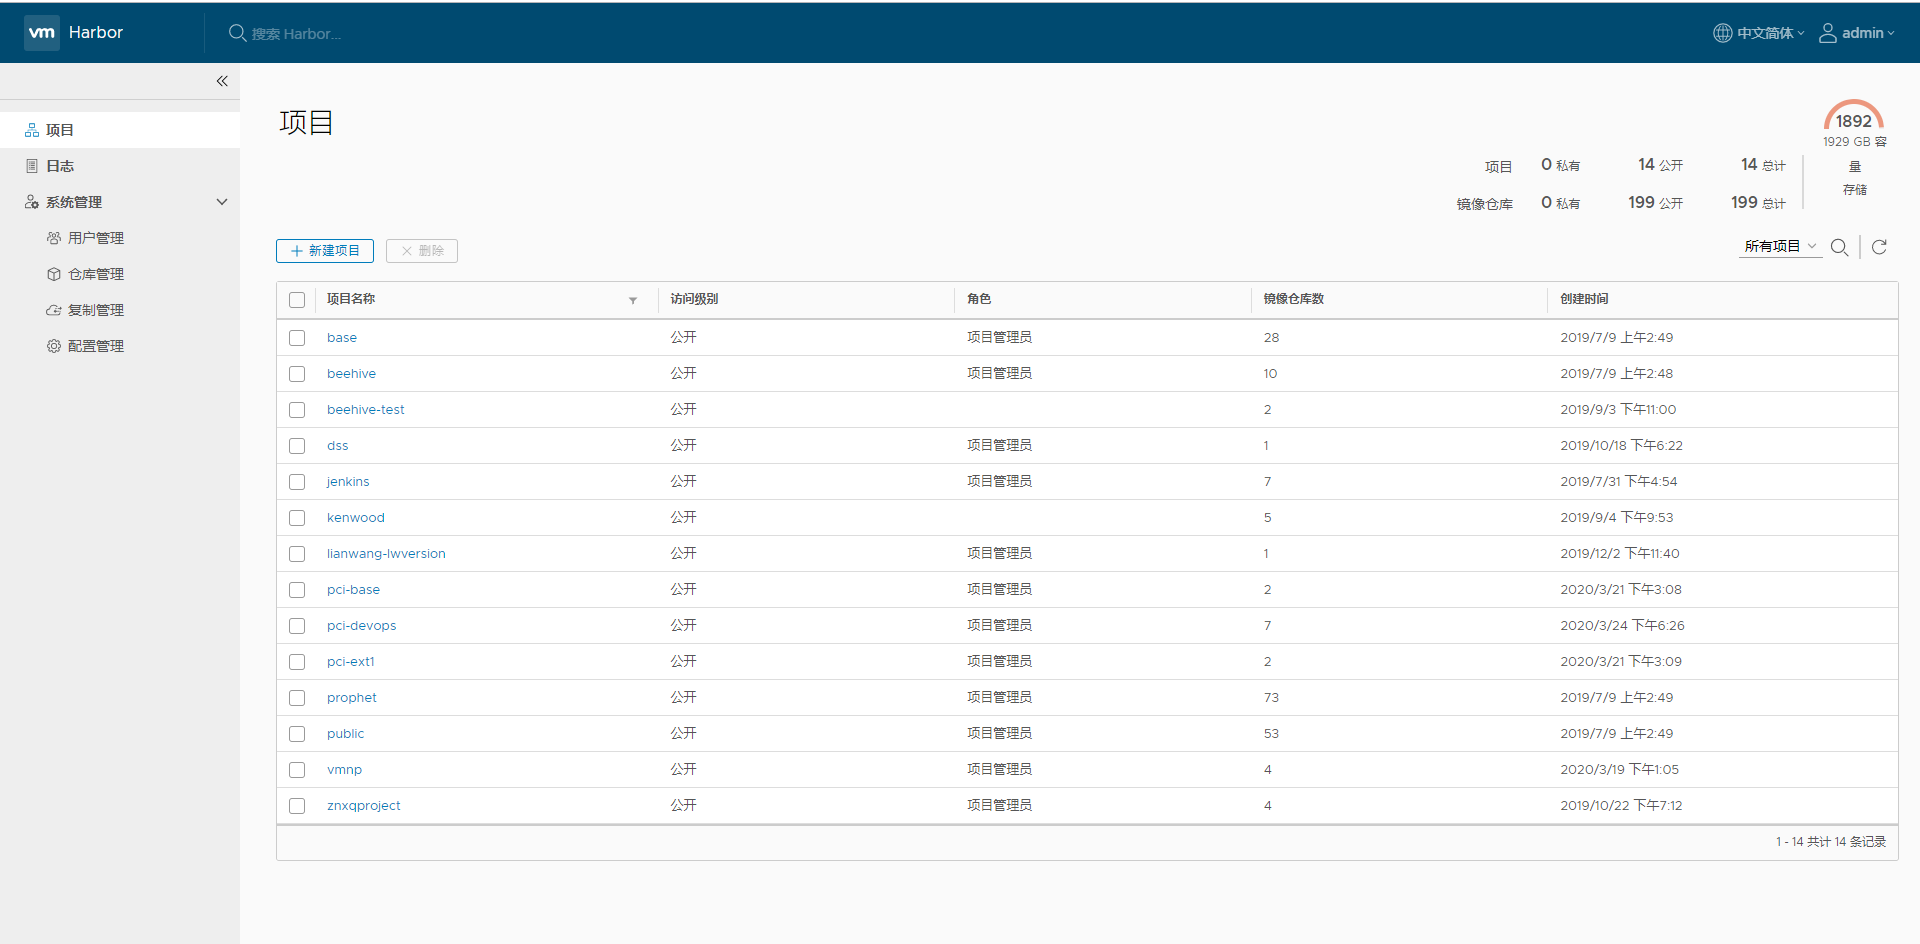 vm Harbor 搜索 Harbor... 中文简体 admin
项目
日志
系统管理
用户管理
仓库管理
复制管理
配置管理
项目
1892
1929 GB 容
量
存储
项目 0 私有 14 公开 14 总计
镜像仓库 0 私有 199 公开 199 总计
新建项目 删除 所有项目
项目名称 访问级别 角色 镜像仓库数 创建时间
base 公开 项目管理员 28 2019/7/9 上午2:49
beehive 公开 项目管理员 10 2019/7/9 上午2:48
beehive-test 公开 2 2019/9/3 下午11:00
dss 公开 项目管理员 1 2019/10/18 下午6:22
jenkins 公开 项目管理员 7 2019/7/31 下午4:54
kenwood 公开 5 2019/9/4 下午9:53
lianwang-lwversion 公开 项目管理员 1 2019/12/2 下午11:40
pci-base 公开 项目管理员 2 2020/3/21 下午3:08
pci-devops 公开 项目管理员 7 2020/3/24 下午6:26
pci-ext1 公开 项目管理员 2 2020/3/21 下午3:09
prophet 公开 项目管理员 73 2019/7/9 上午2:49
public 公开 项目管理员 53 2019/7/9 上午2:49
vmnp 公开 项目管理员 4 2020/3/19 下午1:05
znxqproject 公开 项目管理员 4 2019/10/22 下午7:12
1 - 14 共计 14 条记录